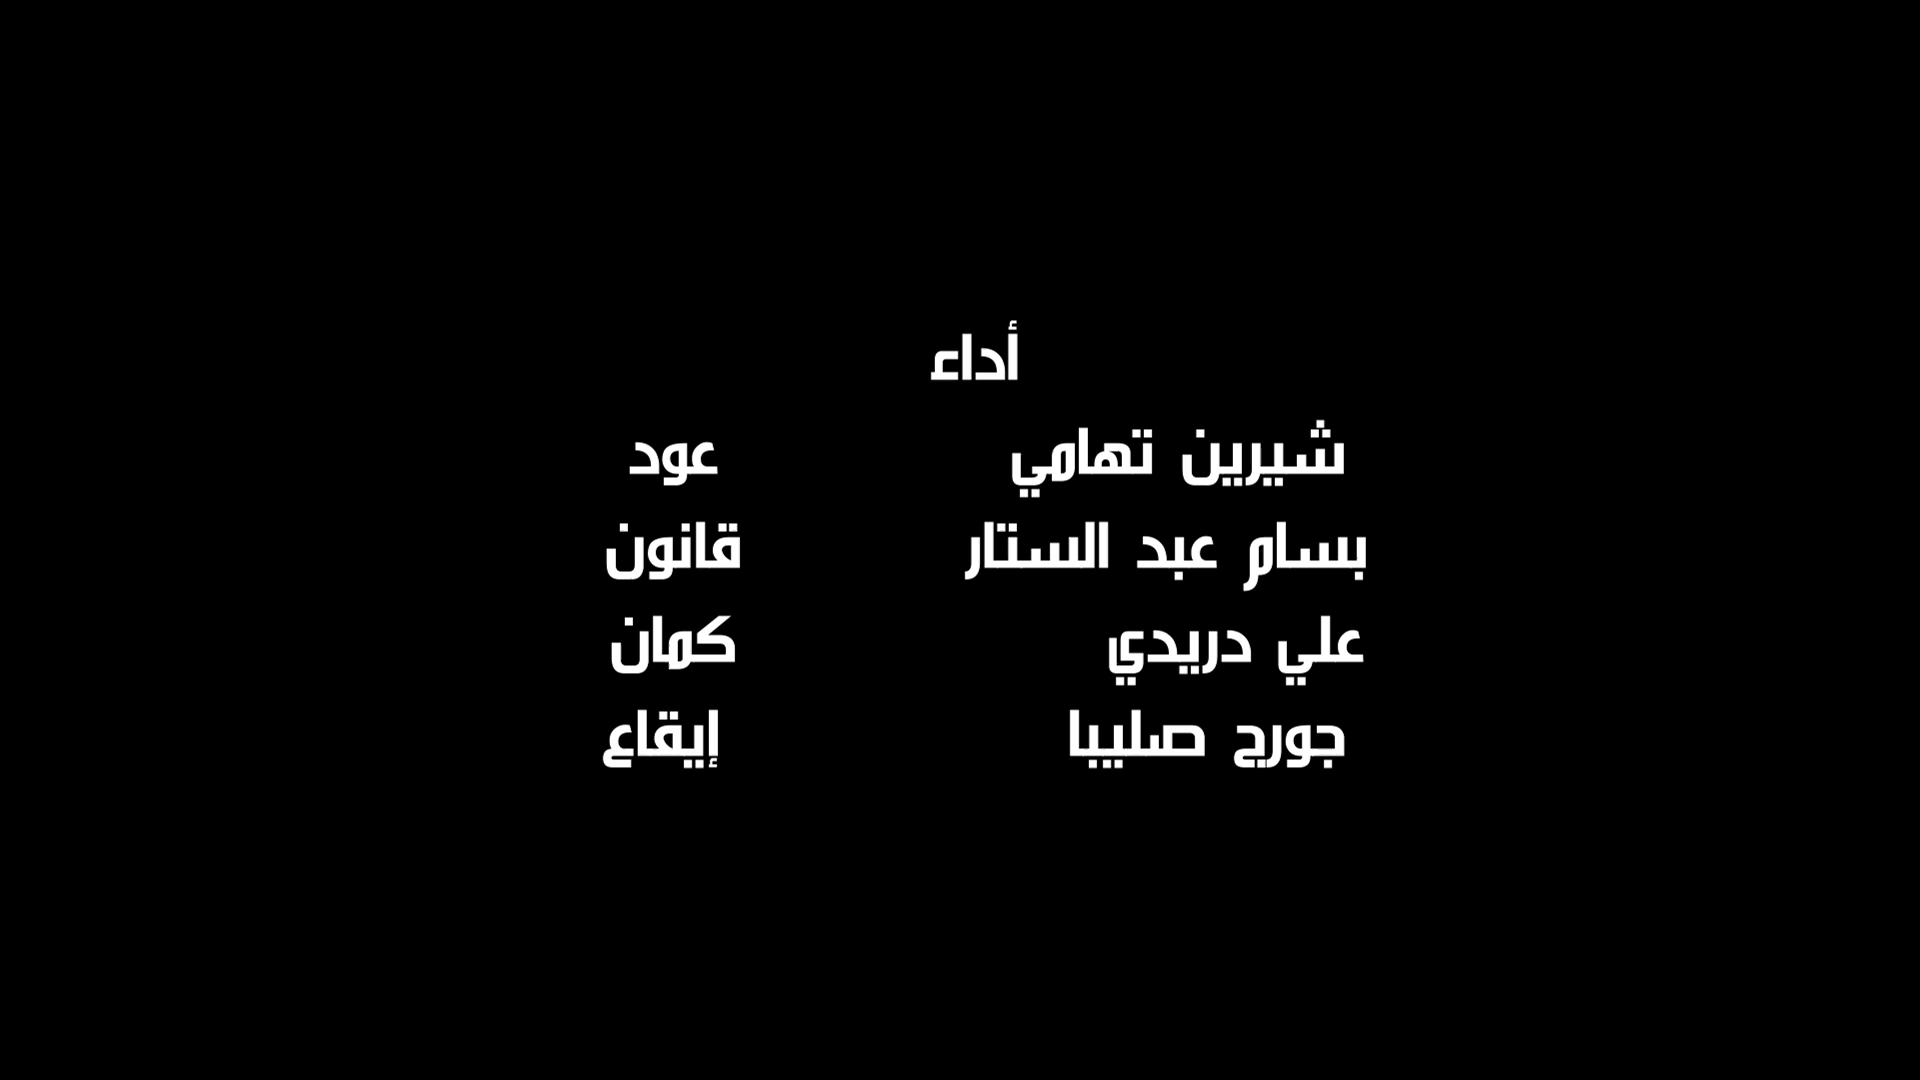 أداء
شيرين تهامي عود
بسام عبد الستار قانون
علي دريدي كمان
جورج صليبا إيقاع